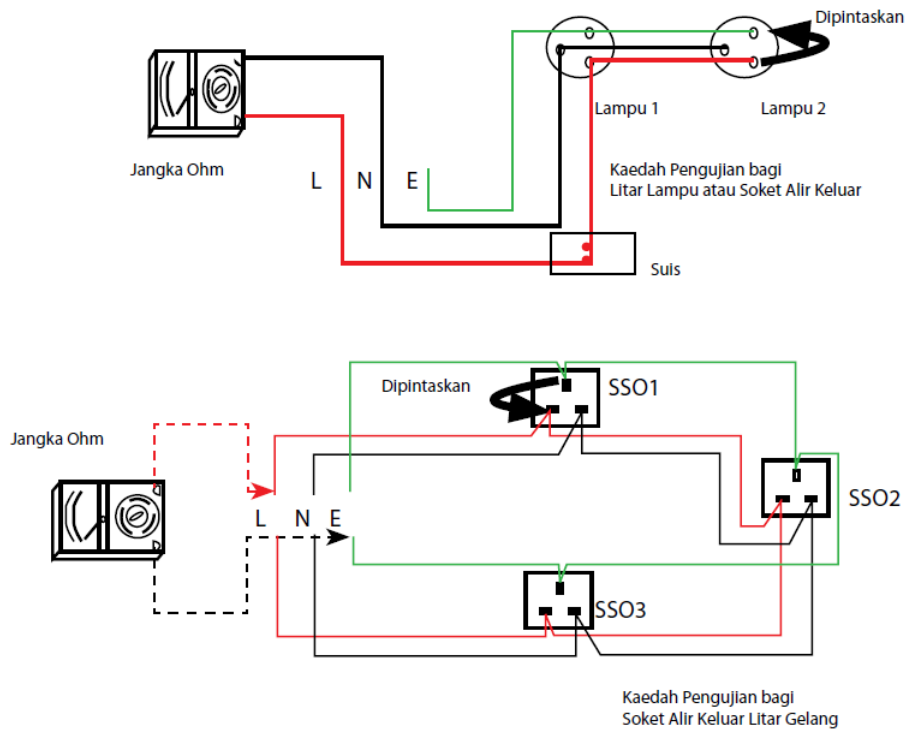 Dipintaskan
Lampu 1
Lampu 2
Jangka Ohm
L N E
Kaedah Pengujian bagi
Litar Lampu atau Soket Alir Keluar
Suis
Dipintaskan
SSO1
Jangka Ohm
L N E
SSO2
SSO3
Kaedah Pengujian bagi
Soket Alir Keluar Litar Gelang